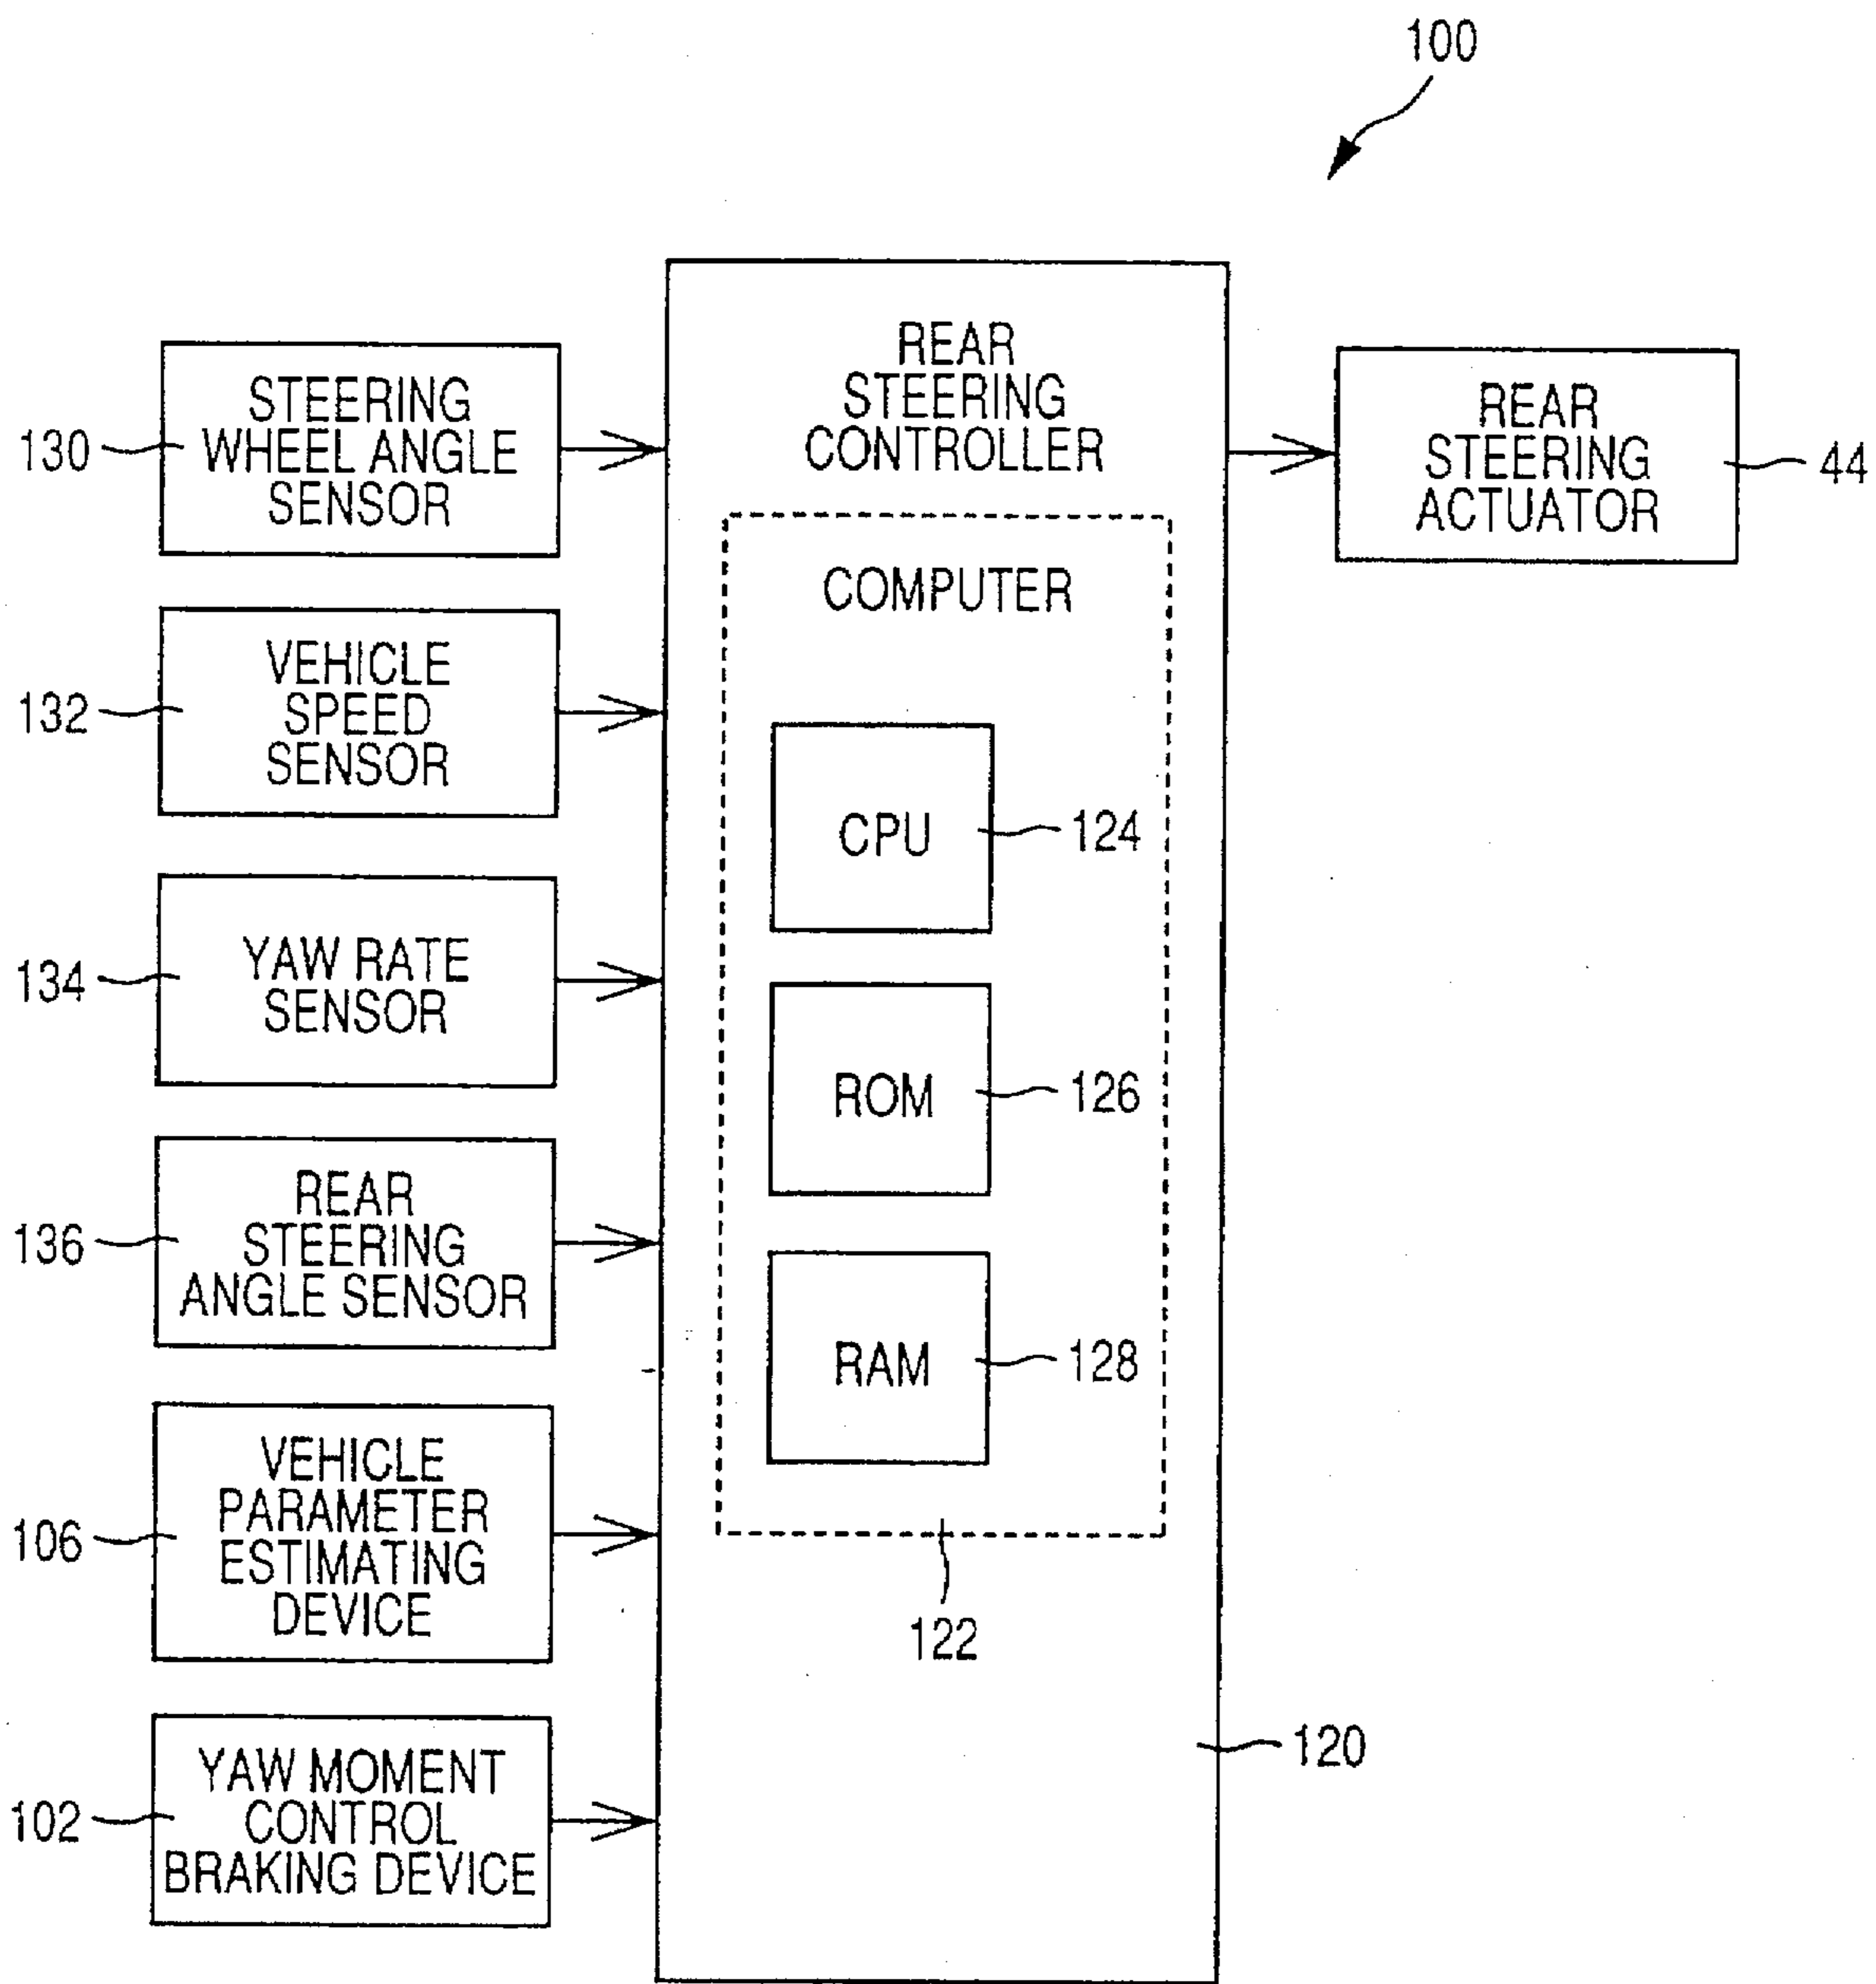 100
REAR
STEERING
CONTROLLER
STEERING
WHEEL ANGLE
SENSOR
130
REAR
STEERING
ACTUATOR
44
COMPUTER
VEHICLE
SPEED
SENSOR
132
CPU
124
YAW RATE
SENSOR
134
ROM
126
REAR
STEERING
ANGLE SENSOR
136
RAM
128
VEHICLE
PARAMETER
ESTIMATING
DEVICE
106
122
YAW MOMENT
CONTROL
BRAKING DEVICE
102
120